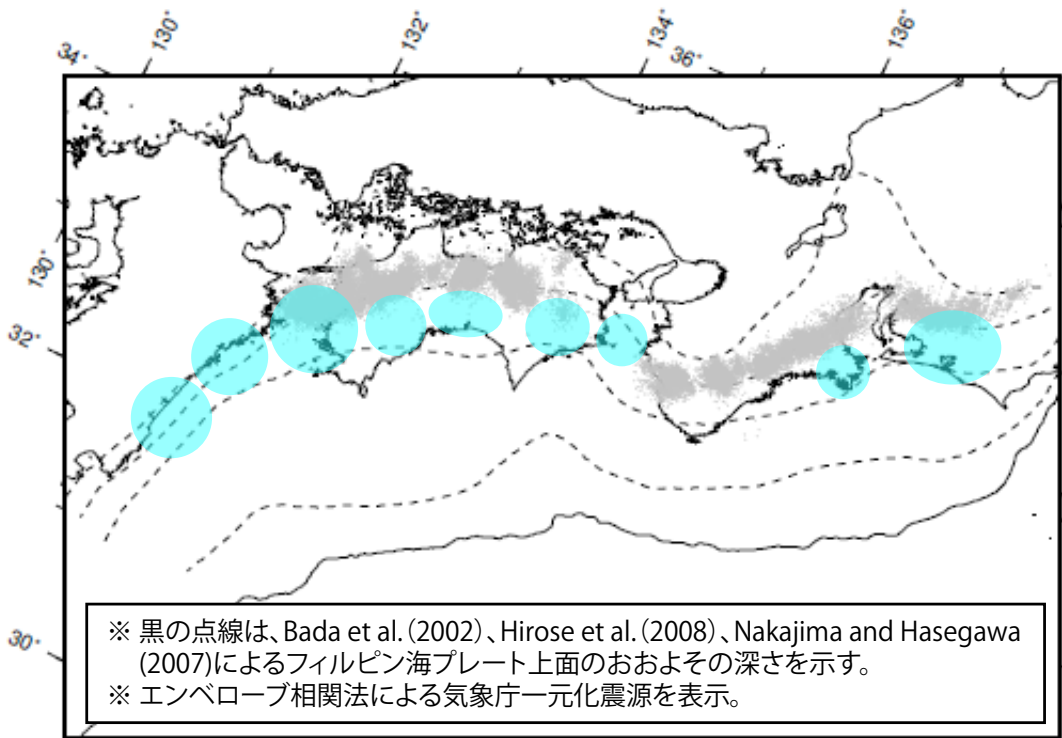 34° 130° 132° 134° 36° 136°
130°
32°
30°
※ 黒の点線は、Bada et al.（2002）、Hirose et al.（2008）、Nakajima and Hasegawa
(2007)によるフィルピン海プレート上面のおおよその深さを示す。
※ エンベローブ相関法による気象庁一元化震源を表示。